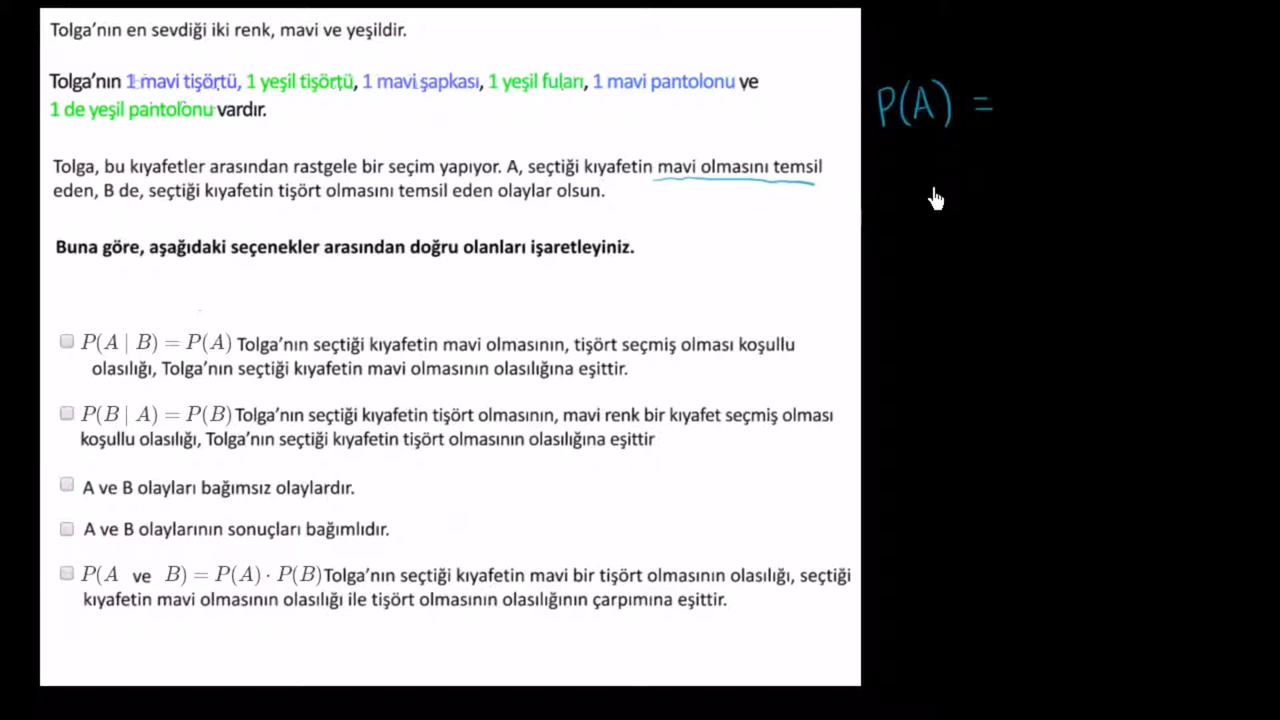 Tolga'nın en sevdiği iki renk, mavi ve yeşildir.
Tolga'nın 1 mavi tişörtü, 1 yeşil tişörtü, 1 mavi şapkası, 1 yeşil fuları, 1 mavi pantolonu ve
1 de yeşil pantolonu vardır.
P(A) =
Tolga, bu kıyafetler arasından rastgele bir seçim yapıyor. A, seçtiği kıyafetin mavi olmasını temsil
eden, B de, seçtiği kıyafetin tişört olmasını temsil eden olaylar olsun.
Buna göre, aşağıdaki seçenekler arasından doğru olanları işaretleyiniz.
P(A | B) = P(A) Tolga'nın seçtiği kıyafetin mavi olmasının, tişört seçmiş olması koşullu
olasılığı, Tolga'nın seçtiği kıyafetin mavi olmasının olasılığına eşittir.
P(B | A) = P(B) Tolga'nın seçtiği kıyafetin tişört olmasının, mavi renk bir kıyafet seçmiş olması
koşullu olasılığı, Tolga'nın seçtiği kıyafetin tişört olmasının olasılığına eşittir
A ve B olayları bağımsız olaylardır.
A ve B olaylarının sonuçları bağımlıdır.
P(A ve B) = P(A) · P(B) Tolga'nın seçtiği kıyafetin mavi bir tişört olmasının olasılığı, seçtiği
kıyafetin mavi olmasının olasılığı ile tişört olmasının olasılığının çarpımına eşittir.